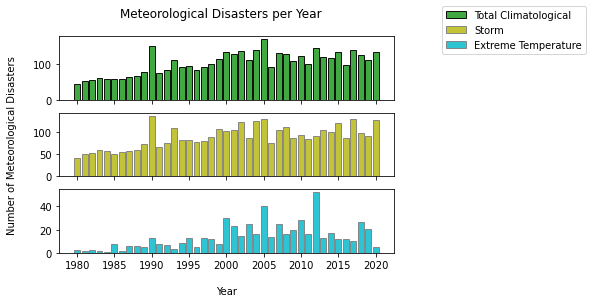 Meteorological Disasters per Year
Total Climatological
Storm
Extreme Temperature
Number of Meteorological Disasters
100
0
100
50
0
40
20
0
1980 1985 1990 1995 2000 2005 2010 2015 2020
Year